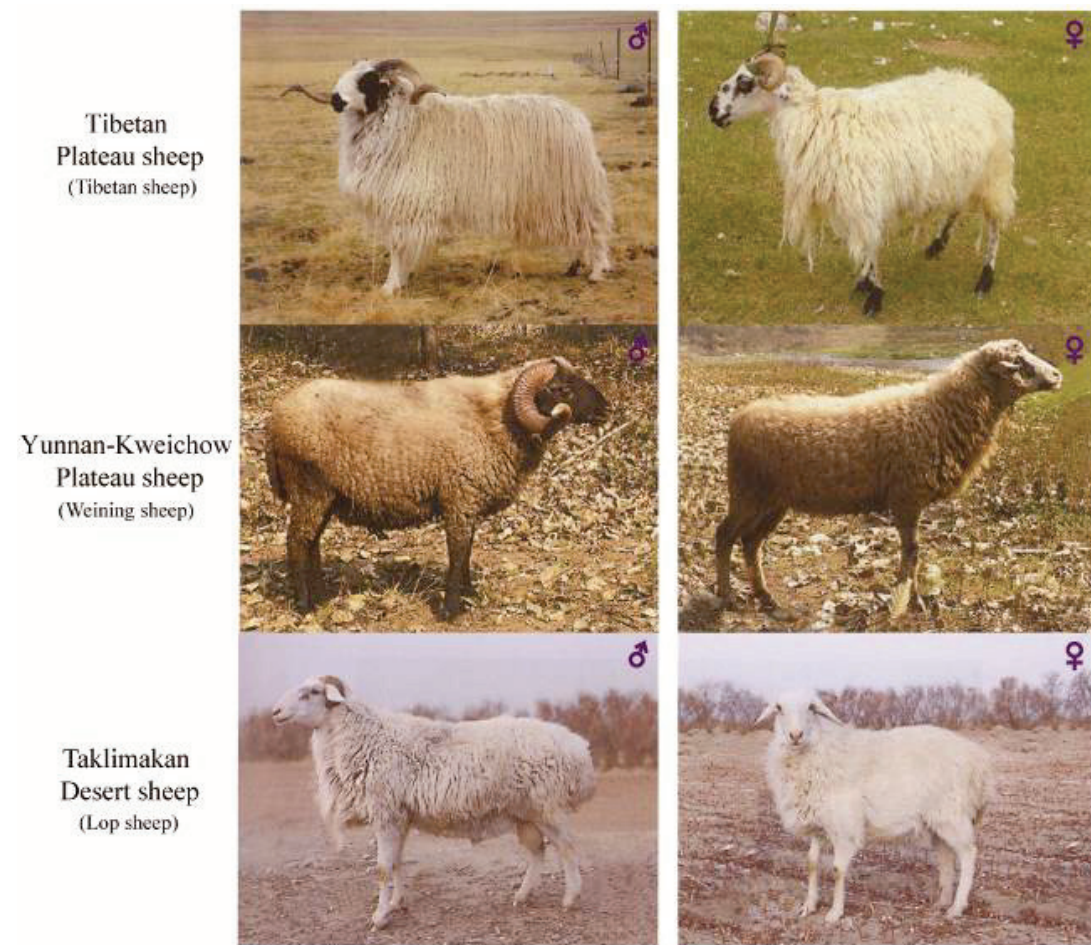 ♂
♀
Tibetan
Plateau sheep
(Tibetan sheep)
♂
♀
Yunnan-Kweichow
Plateau sheep
(Weining sheep)
♂
♀
Taklimakan
Desert sheep
(Lop sheep)